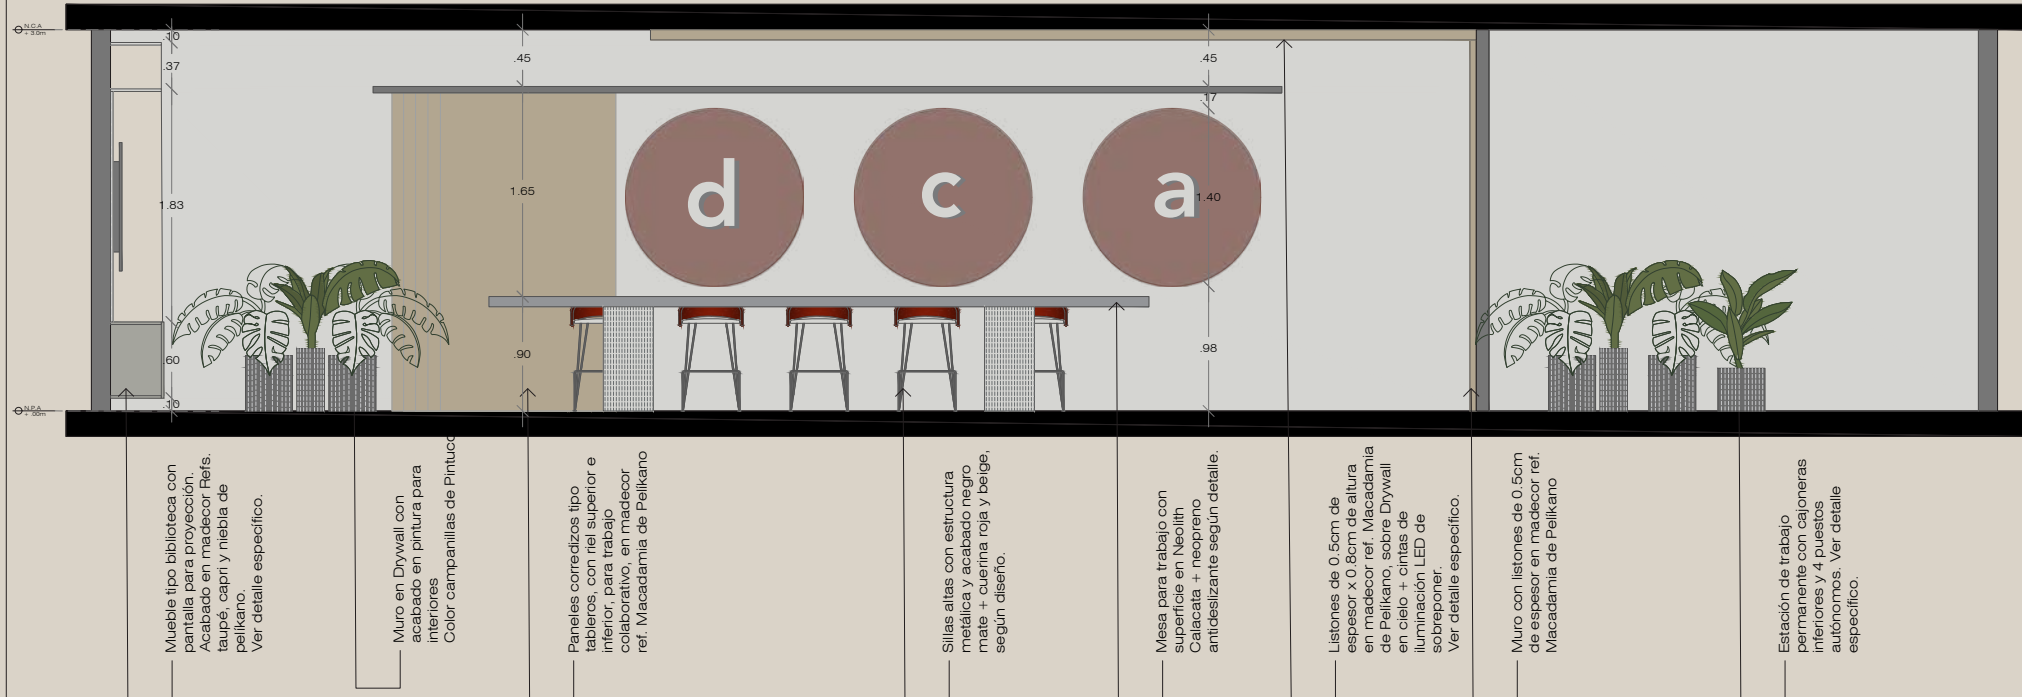 N.C.A
+ 3.0m
.10
.37
1.83
.60
.10
N.P.A
+ .00m
.45
1.65
.90
d
c
a
.45
.17
1.40
.98
Mueble tipo biblioteca con
pantalla para proyección.
Acabado en madecor Refs.
taupé, capri y niebla de
pelikano.
Ver detalle específico.
Muro en Drywall con
acabado en pintura para
interiores
Color campanillas de Pintuco
Paneles corredizos tipo
tableros, con riel superior e
inferior, para trabajo
colaborativo, en madecor
ref. Macadamia de Pelíkano
Sillas altas con estructura
metálica y acabado negro
mate + cuerina roja y beige,
según diseño.
Mesa para trabajo con
superficie en Neolith
Calacata + neopreno
antideslizante según detalle.
Listones de 0.5cm de
espesor x 0.8cm de altura
en madecor ref. Macadamia
de Pelíkano, sobre Drywall
en cielo + cintas de
iluminación LED de
sobreponer.
Ver detalle específico.
Muro con listones de 0.5cm
de espesor en madecor ref.
Macadamia de Pelíkano
Estación de trabajo
permanente con cajoneras
inferiores y 4 puestos
autónomos. Ver detalle
específico.